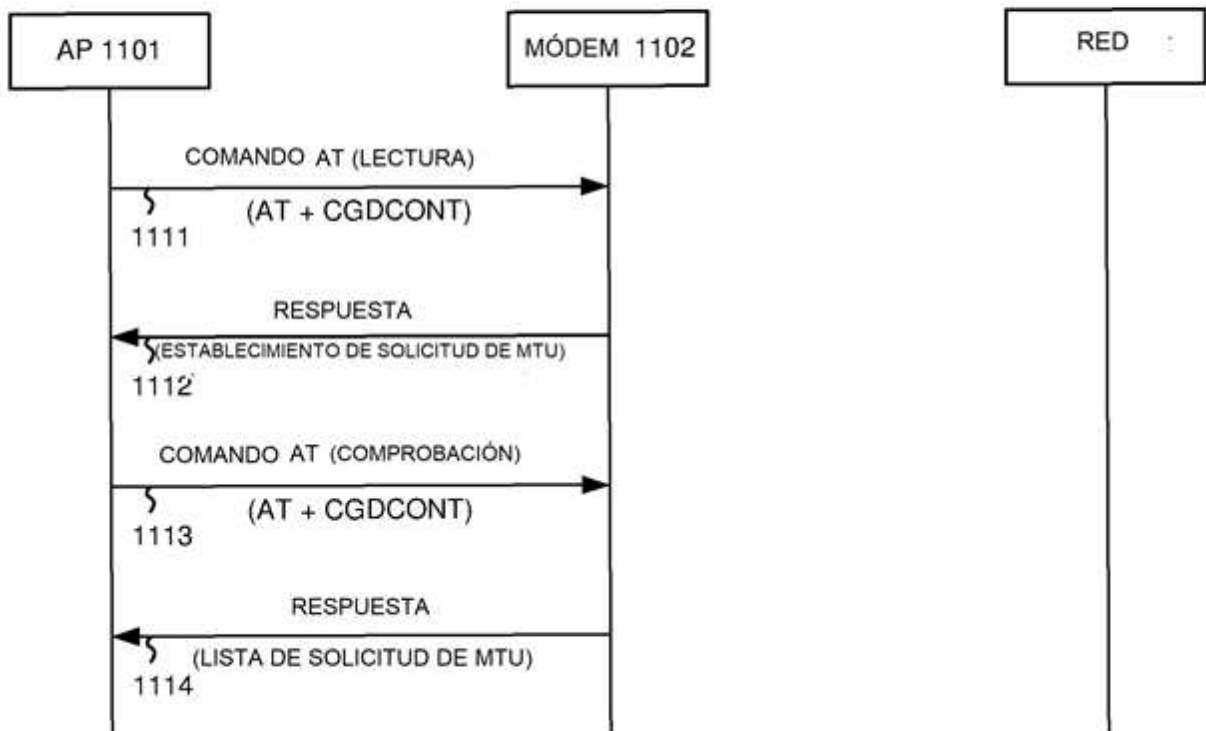 AP 1101
MÓDEM 1102
RED
COMANDO AT (LECTURA)
(AT + CGDCONT)
1111
RESPUESTA
(ESTABLECIMIENTO DE SOLICITUD DE MTU)
1112
COMANDO AT (COMPROBACIÓN)
(AT + CGDCONT)
1113
RESPUESTA
(LISTA DE SOLICITUD DE MTU)
1114